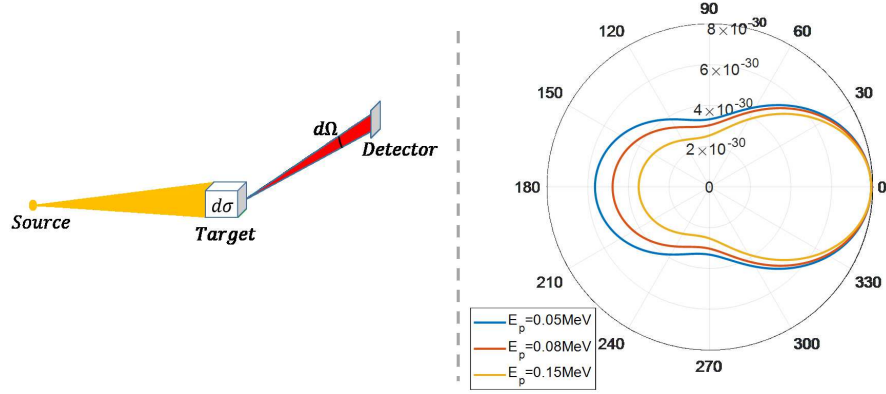 dΩ
Detector
dσ
Source
Target
90
120
60
8×10^-30
6×10^-30
150
30
4×10^-30
2×10^-30
180
0
0
210
330
240
300
270
E_p=0.05MeV
E_p=0.08MeV
E_p=0.15MeV